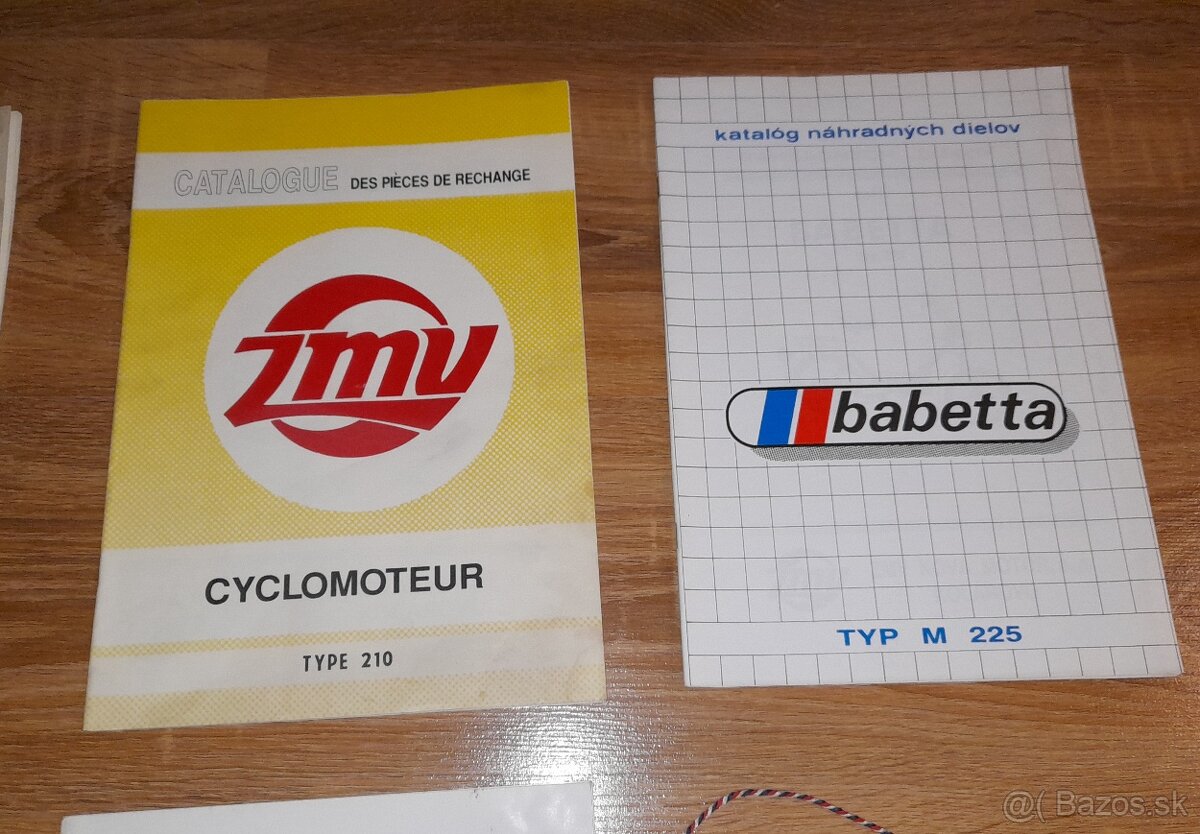 CATALOGUE DES PIÈCES DE RECHANGE
ZMV
CYCLOMOTEUR
TYPE 210
katalóg náhradných dielov
babetta
TYP M 225
@( Bazos.sk